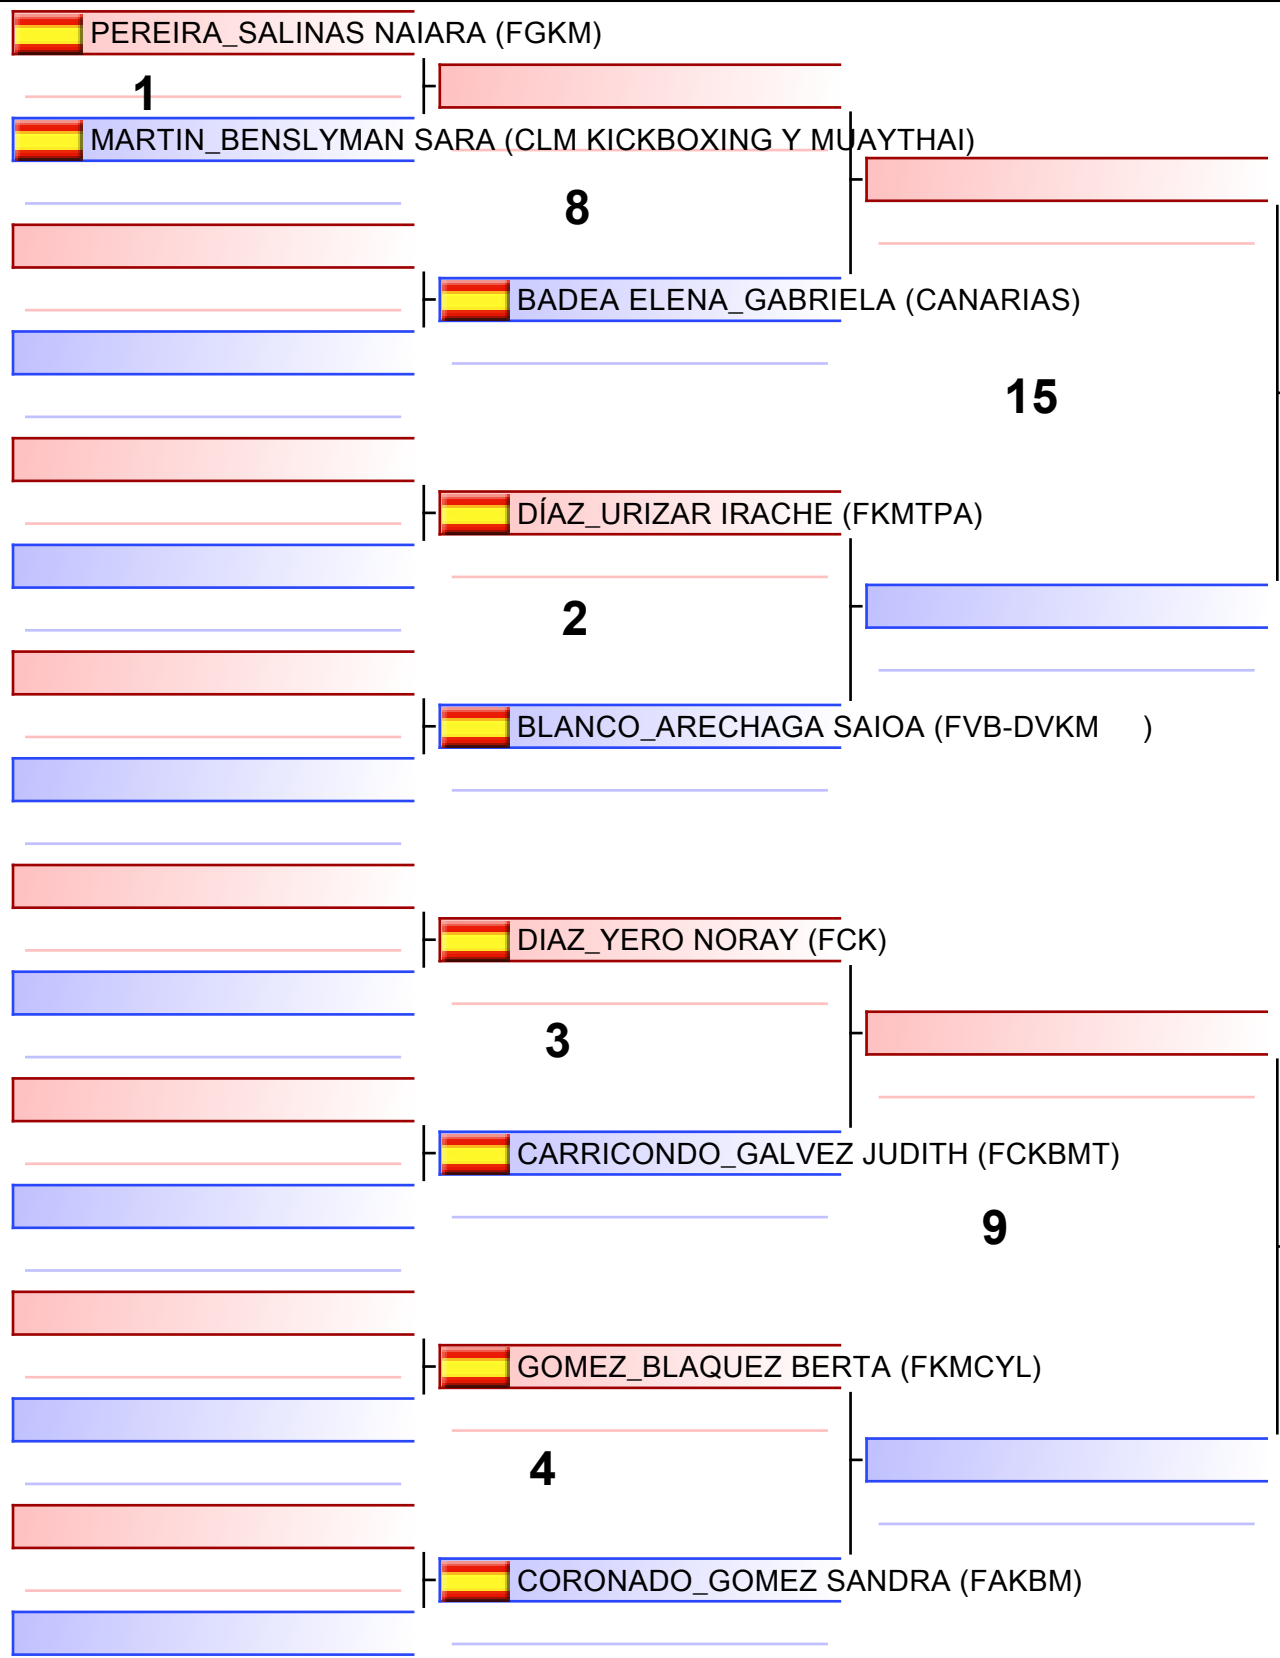 PEREIRA_SALINAS NAIARA (FGKM)
1
MARTIN_BENSLYMAN SARA (CLM KICKBOXING Y MUAYTHAI)
8
BADEA ELENA_GABRIELA (CANARIAS)
15
DÍAZ_URIZAR IRACHE (FKMTPA)
2
BLANCO_ARECHAGA SAIOA (FVB-DVKM )
DIAZ_YERO NORAY (FCK)
3
CARRICONDO_GALVEZ JUDITH (FCKBMT)
9
GOMEZ_BLAQUEZ BERTA (FKMCYL)
4
CORONADO_GOMEZ SANDRA (FAKBM)